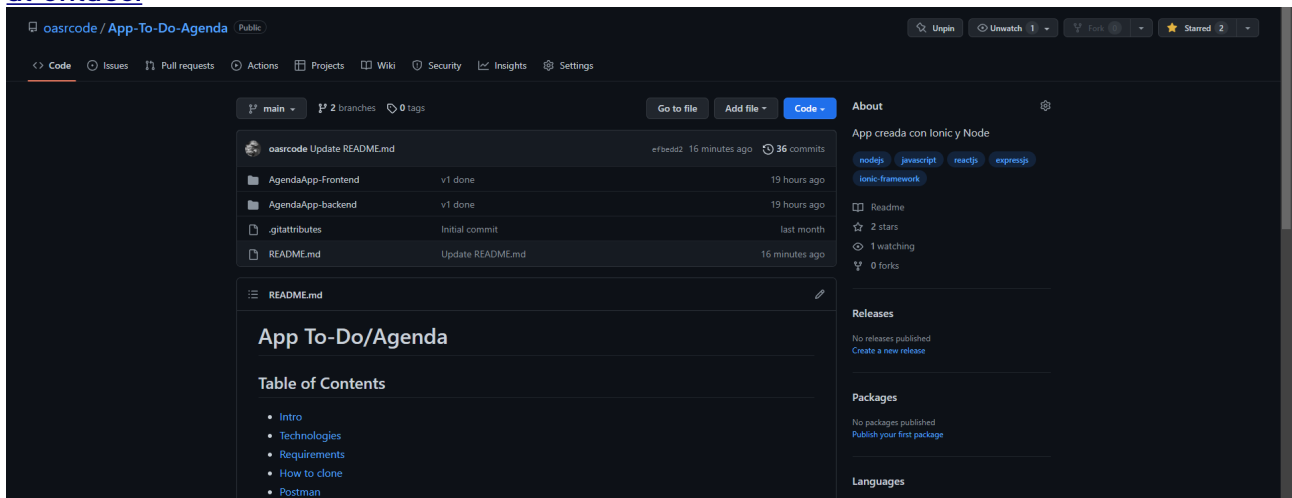 oasrcode / App-To-Do-Agenda Public
Unpin Unwatch 1 Fork 0 Starred 2
Code Issues Pull requests Actions Projects Wiki Security Insights Settings
main 2 branches 0 tags Go to file Add file Code
oasrcode Update README.md efbedd2 16 minutes ago 36 commits
AgendaApp-Frontend v1 done 19 hours ago
AgendaApp-backend v1 done 19 hours ago
.gitattributes Initial commit last month
README.md Update README.md 16 minutes ago
README.md
App To-Do/Agenda
Table of Contents
Intro
Technologies
Requirements
How to clone
Postman
About
App creada con Ionic y Node
nodejs javascript reactjs expressjs
ionic-framework
Readme
2 stars
1 watching
0 forks
Releases
No releases published
Create a new release
Packages
No packages published
Publish your first package
Languages